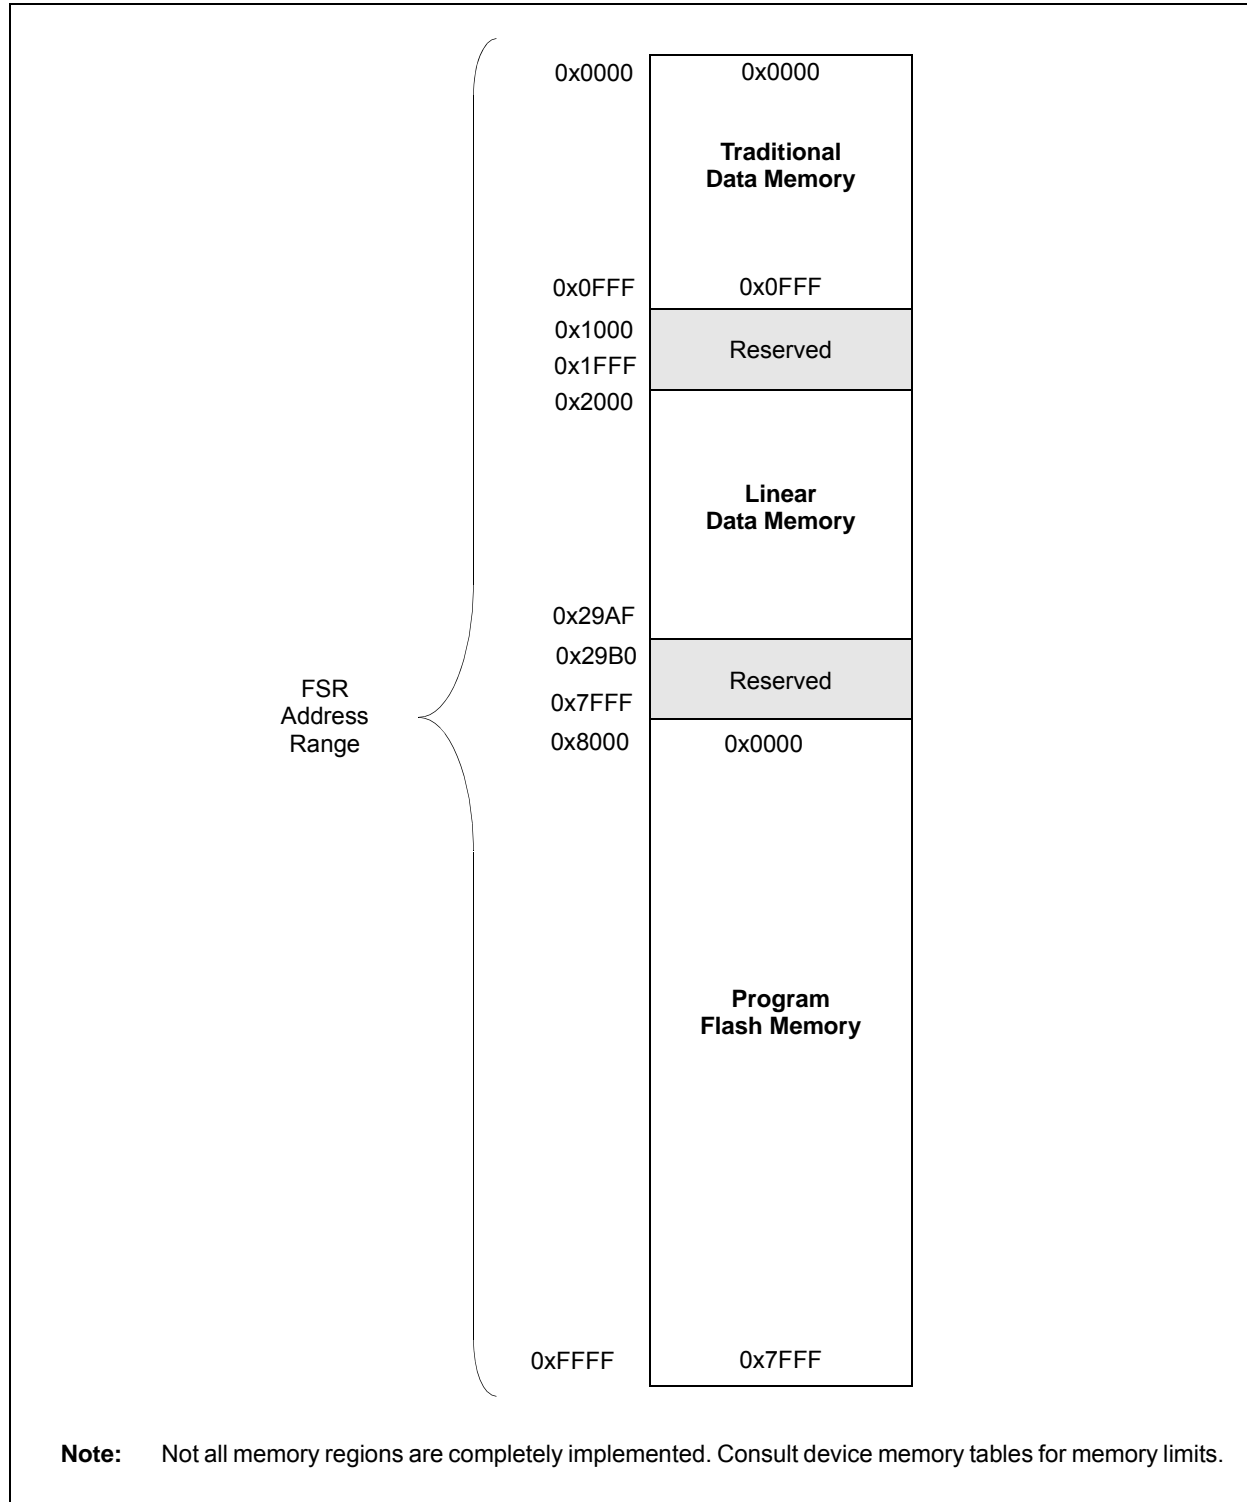 0x0000 0x0000
Traditional
Data Memory
0x0FFF 0x0FFF
0x1000
Reserved
0x1FFF
0x2000
Linear
Data Memory
0x29AF
0x29B0
Reserved
0x7FFF
FSR
Address
Range
0x8000 0x0000
Program
Flash Memory
0xFFFF 0x7FFF
Note: Not all memory regions are completely implemented. Consult device memory tables for memory limits.